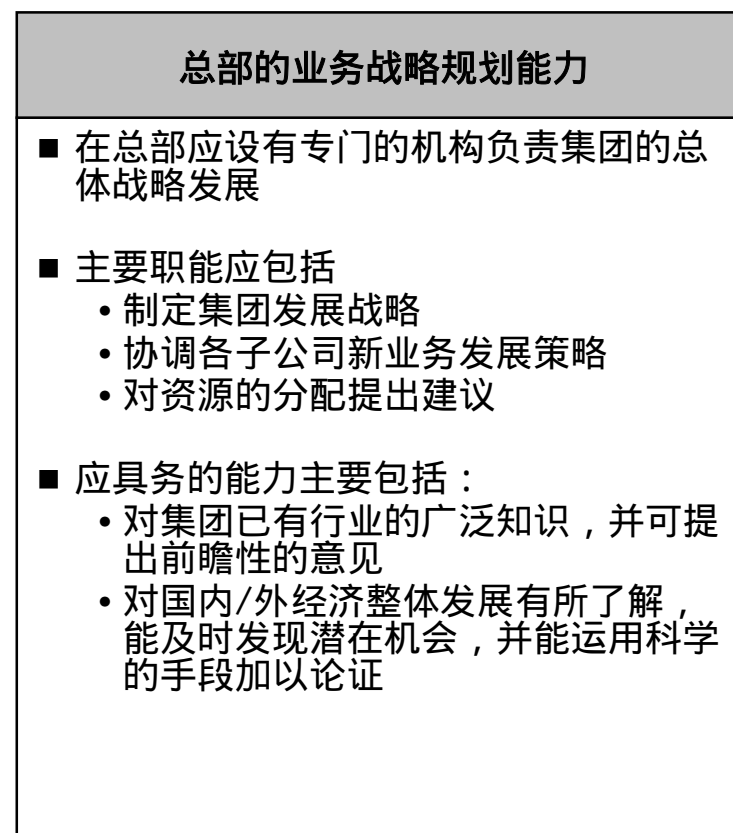 总部的业务战略规划能力
■ 在总部应设有专门的机构负责集团的总
体战略发展
■ 主要职能应包括
• 制定集团发展战略
• 协调各子公司新业务发展策略
• 对资源的分配提出建议
■ 应具务的能力主要包括：
• 对集团已有行业的广泛知识，并可提
出前瞻性的意见
• 对国内/外经济整体发展有所了解，
能及时发现潜在机会，并能运用科学
的手段加以论证